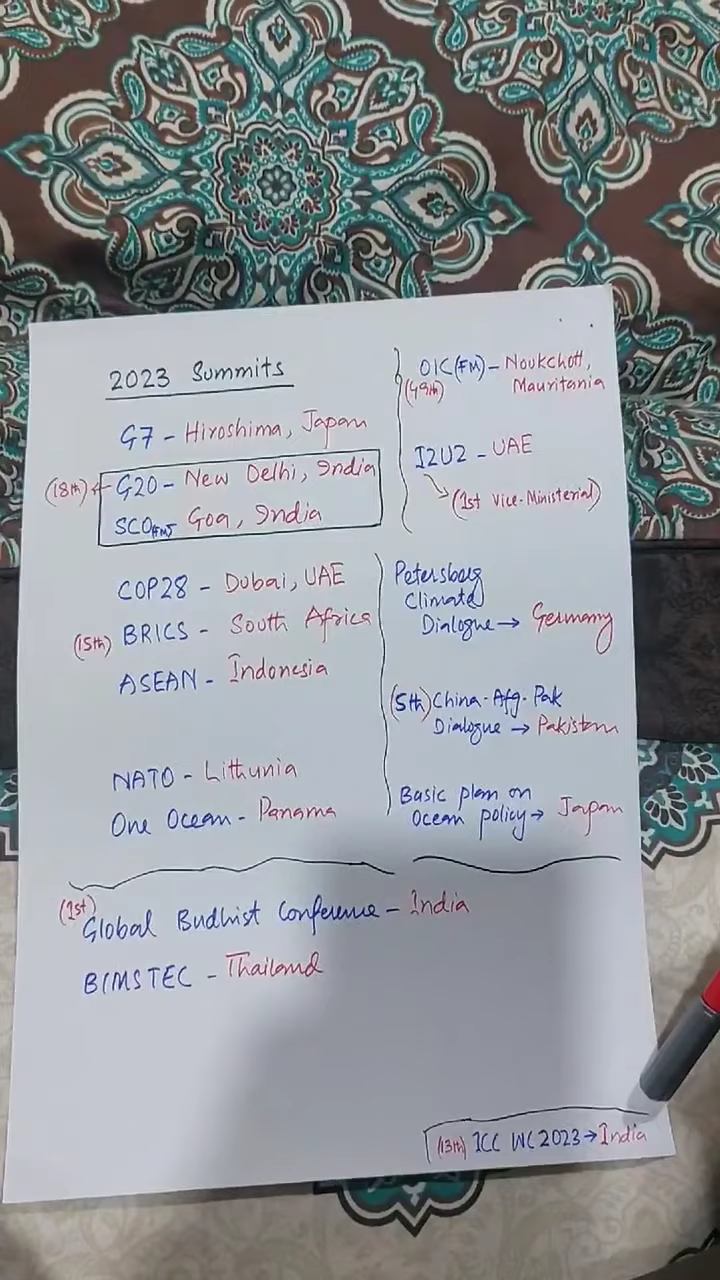 2023 Summits
G7 - Hiroshima, Japan
(18th) ← G20 - New Delhi, India
SCO(FM) Goa, India
COP28 - Dubai, UAE
(15th) BRICS - South Africa
ASEAN - Indonesia
NATO - Lithunia
One Ocean - Panama
OIC(FM) - Noukchott,
(49th) Mauritania
I2U2 - UAE
(1st Vice-Ministerial)
Petersberg
Climate
Dialogue → Germany
(5th) China-Afg-Pak
Dialogue → Pakistan
Basic plan on
Ocean policy → Japan
(1st) Global Budhist Conference - India
BIMSTEC - Thailand
(13th) ICC WC 2023 → India